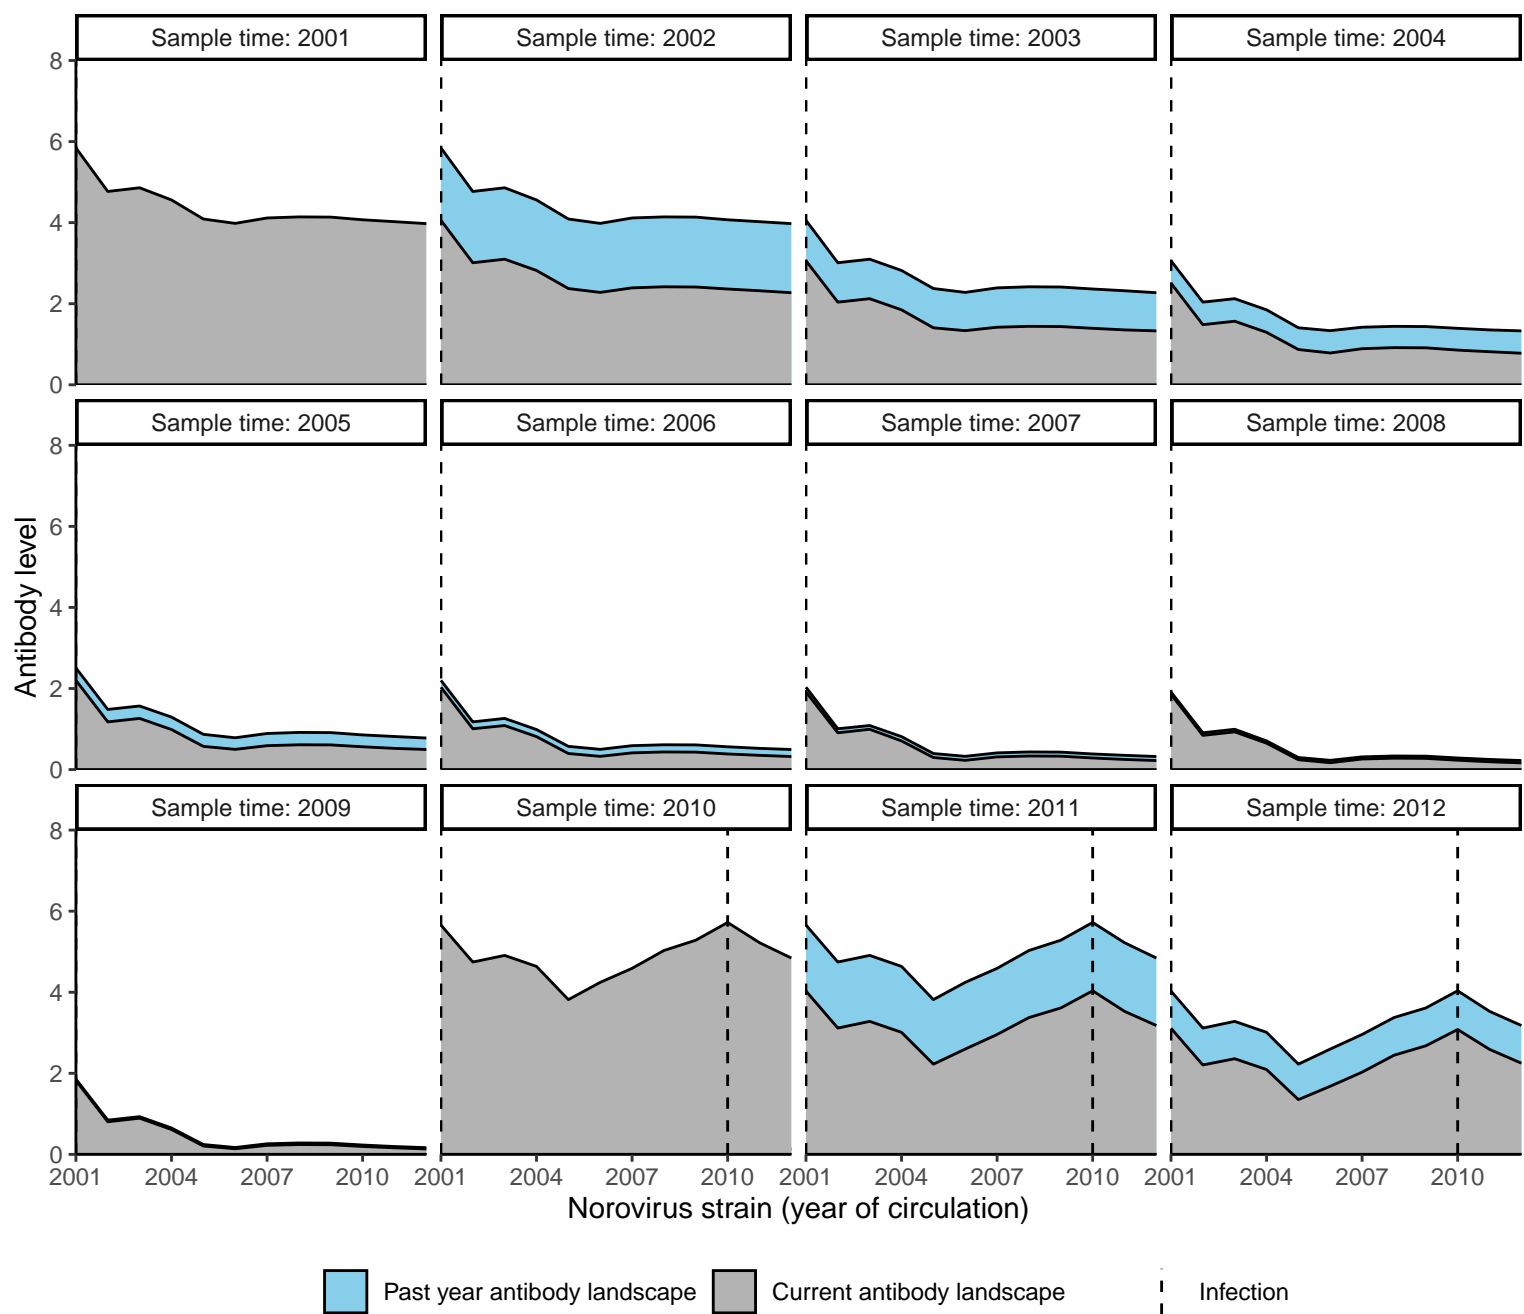 Sample time: 2001 Sample time: 2002 Sample time: 2003 Sample time: 2004
8
6
4
2
0
Sample time: 2005 Sample time: 2006 Sample time: 2007 Sample time: 2008
8
6
4
2
0
Sample time: 2009 Sample time: 2010 Sample time: 2011 Sample time: 2012
8
6
4
2
0
Antibody level
2001 2004 2007 2010 2001 2004 2007 2010 2001 2004 2007 2010 2001 2004 2007 2010
Norovirus strain (year of circulation)
Past year antibody landscape Current antibody landscape Infection